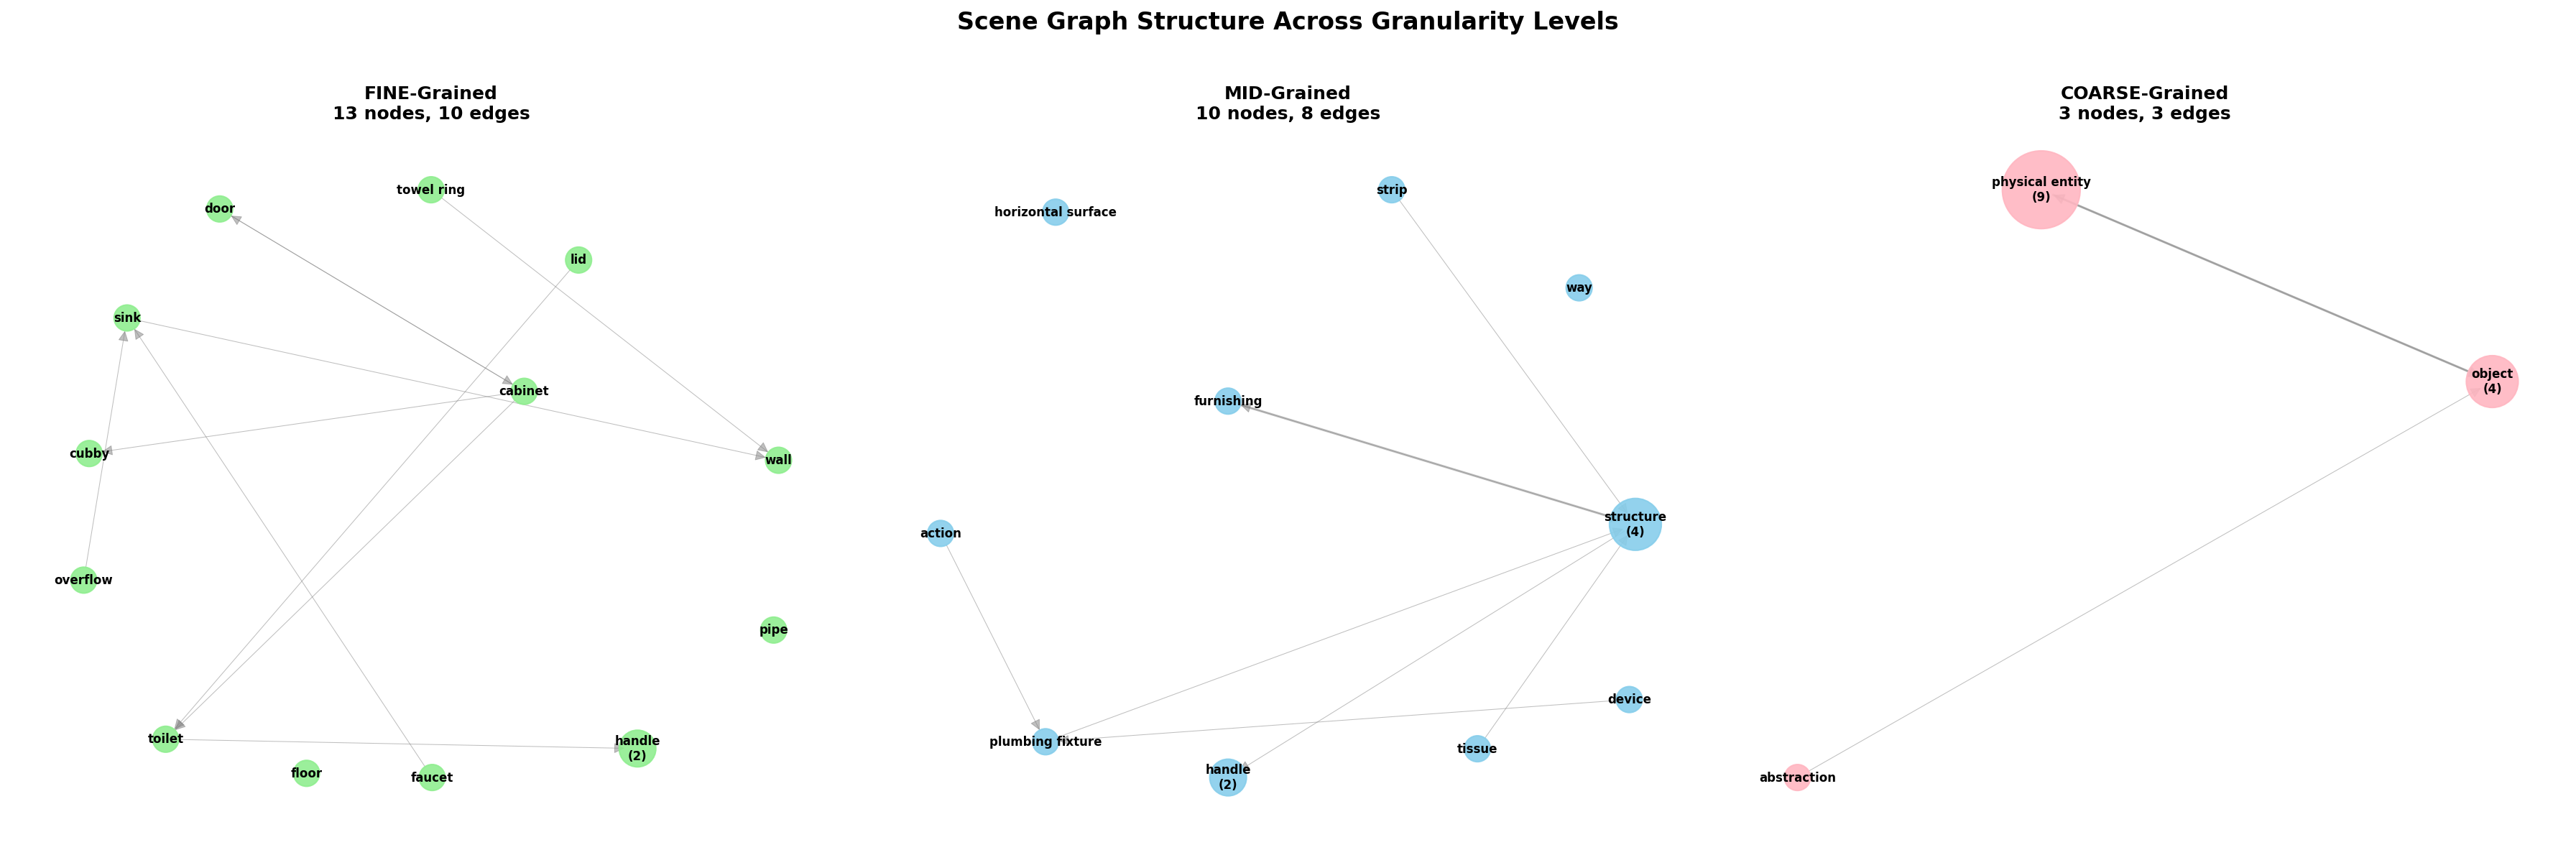 Scene Graph Structure Across Granularity Levels
FINE-Grained
13 nodes, 10 edges
towel ring
door
lid
sink
cabinet
cubby
wall
overflow
pipe
toilet
handle
(2)
floor
faucet
MID-Grained
10 nodes, 8 edges
strip
horizontal surface
way
furnishing
structure
(4)
action
device
plumbing fixture
tissue
handle
(2)
COARSE-Grained
3 nodes, 3 edges
physical entity
(9)
object
(4)
abstraction